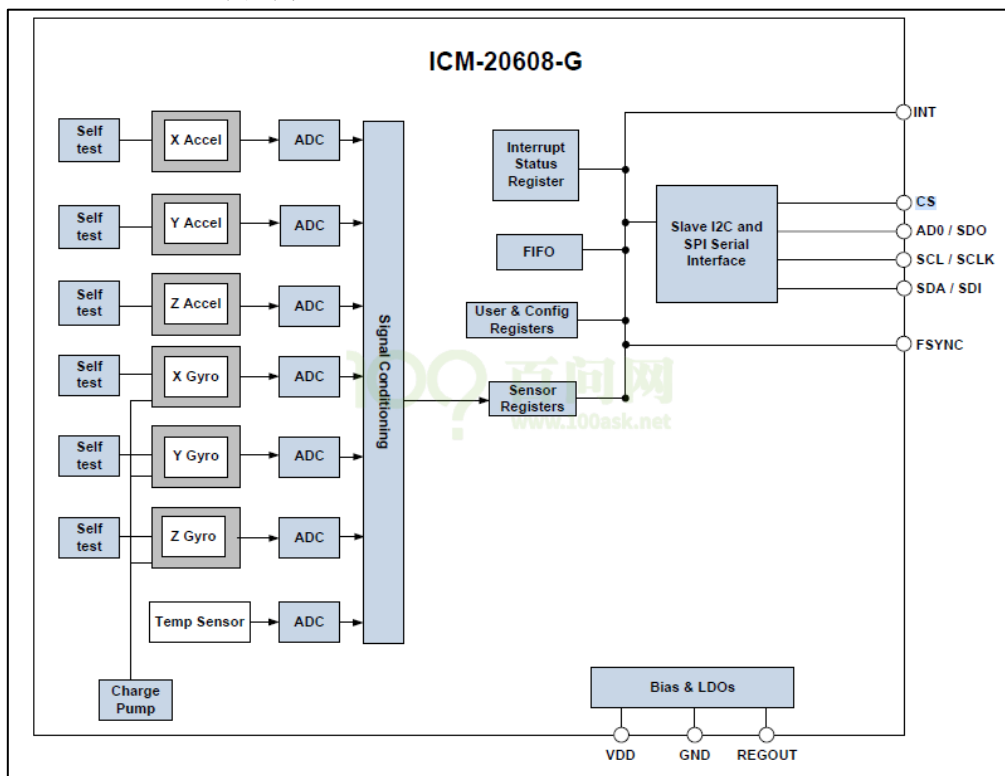 ICM-20608-G
Self
test
X Accel
ADC
Self
test
Y Accel
ADC
Self
test
Z Accel
ADC
Self
test
X Gyro
ADC
Self
test
Y Gyro
ADC
Self
test
Z Gyro
ADC
Temp Sensor
ADC
Charge
Pump
Signal Conditioning
Interrupt
Status
Register
FIFO
User & Config
Registers
Sensor
Registers
Slave I2C and
SPI Serial
Interface
INT
CS
AD0 / SDO
SCL / SCLK
SDA / SDI
FSYNC
百问网
www.100ask.net
Bias & LDOs
VDD
GND
REGOUT